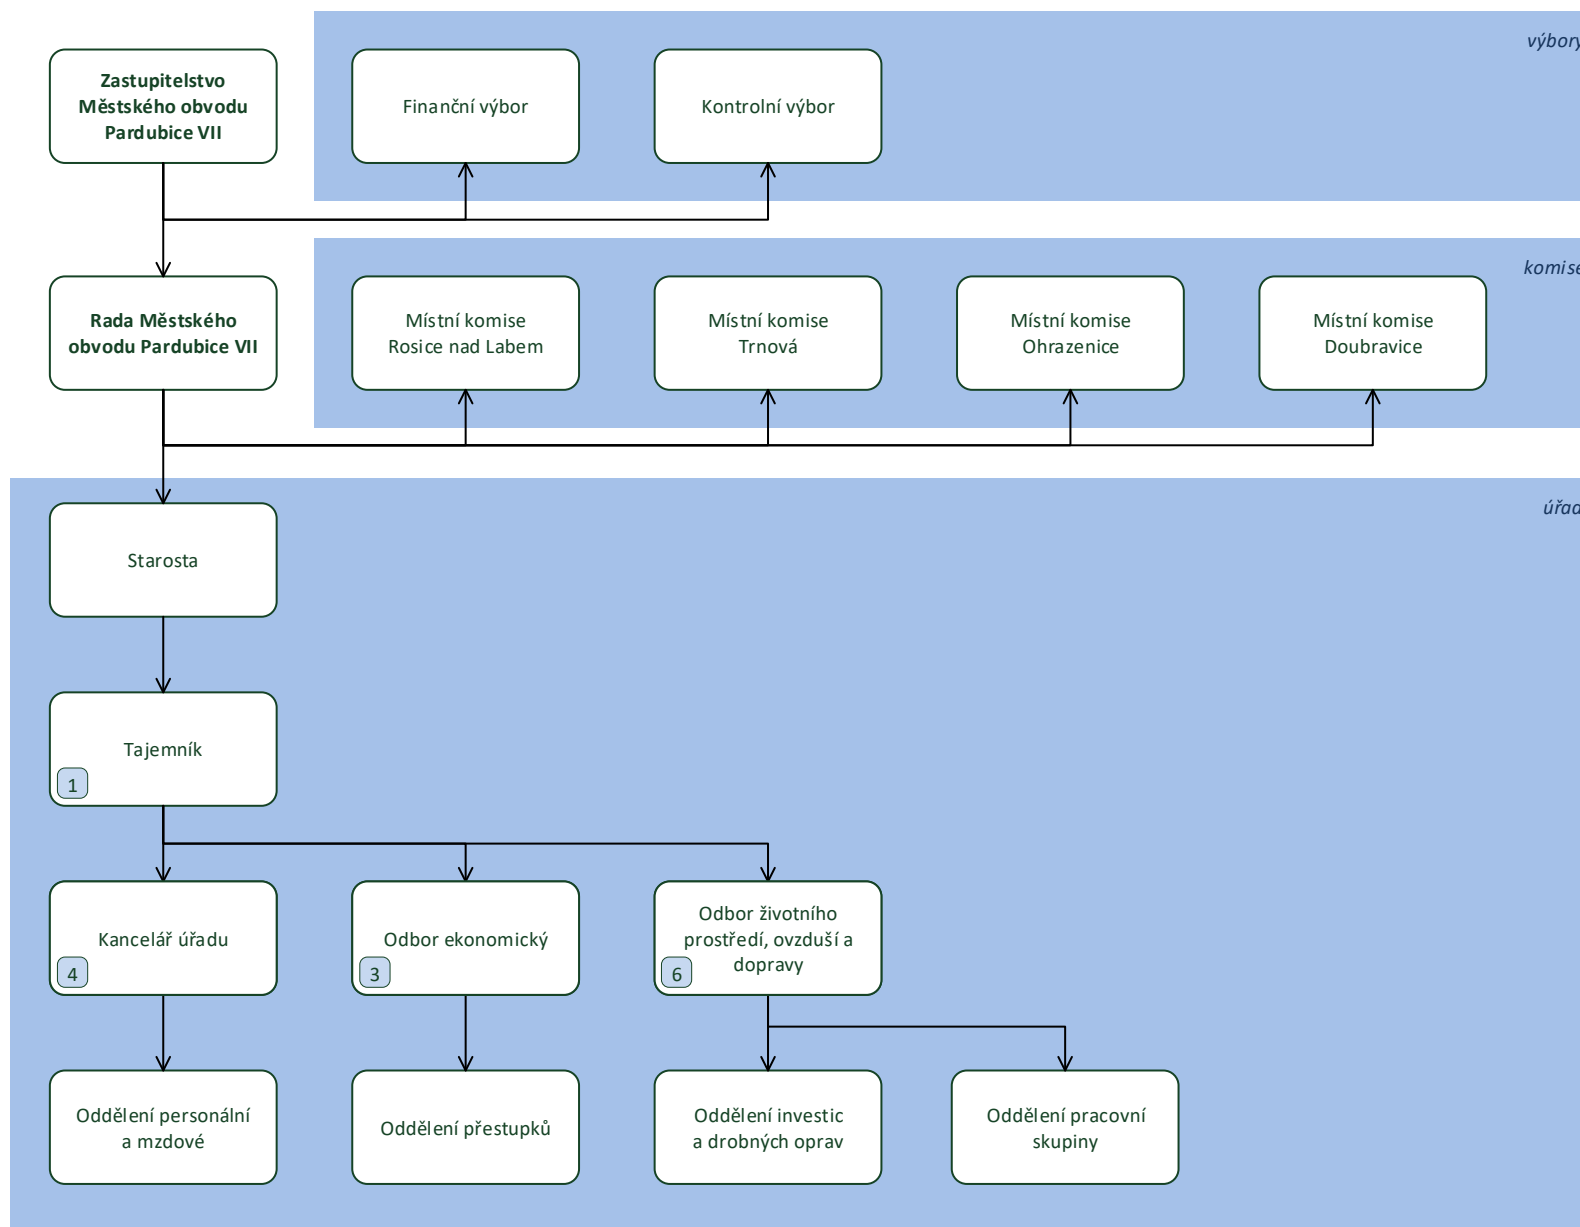 výbory
Zastupitelstvo
Městského obvodu
Pardubice VII
Finanční výbor
Kontrolní výbor
komise
Rada Městského
obvodu Pardubice VII
Místní komise
Rosice nad Labem
Místní komise
Trnová
Místní komise
Ohrazenice
Místní komise
Doubravice
úřad
Starosta
Tajemník
1
Kancelář úřadu
4
Odbor ekonomický
3
Odbor životního
prostředí, ovzduší a
dopravy
6
Oddělení personální
a mzdové
Oddělení přestupků
Oddělení investic
a drobných oprav
Oddělení pracovní
skupiny